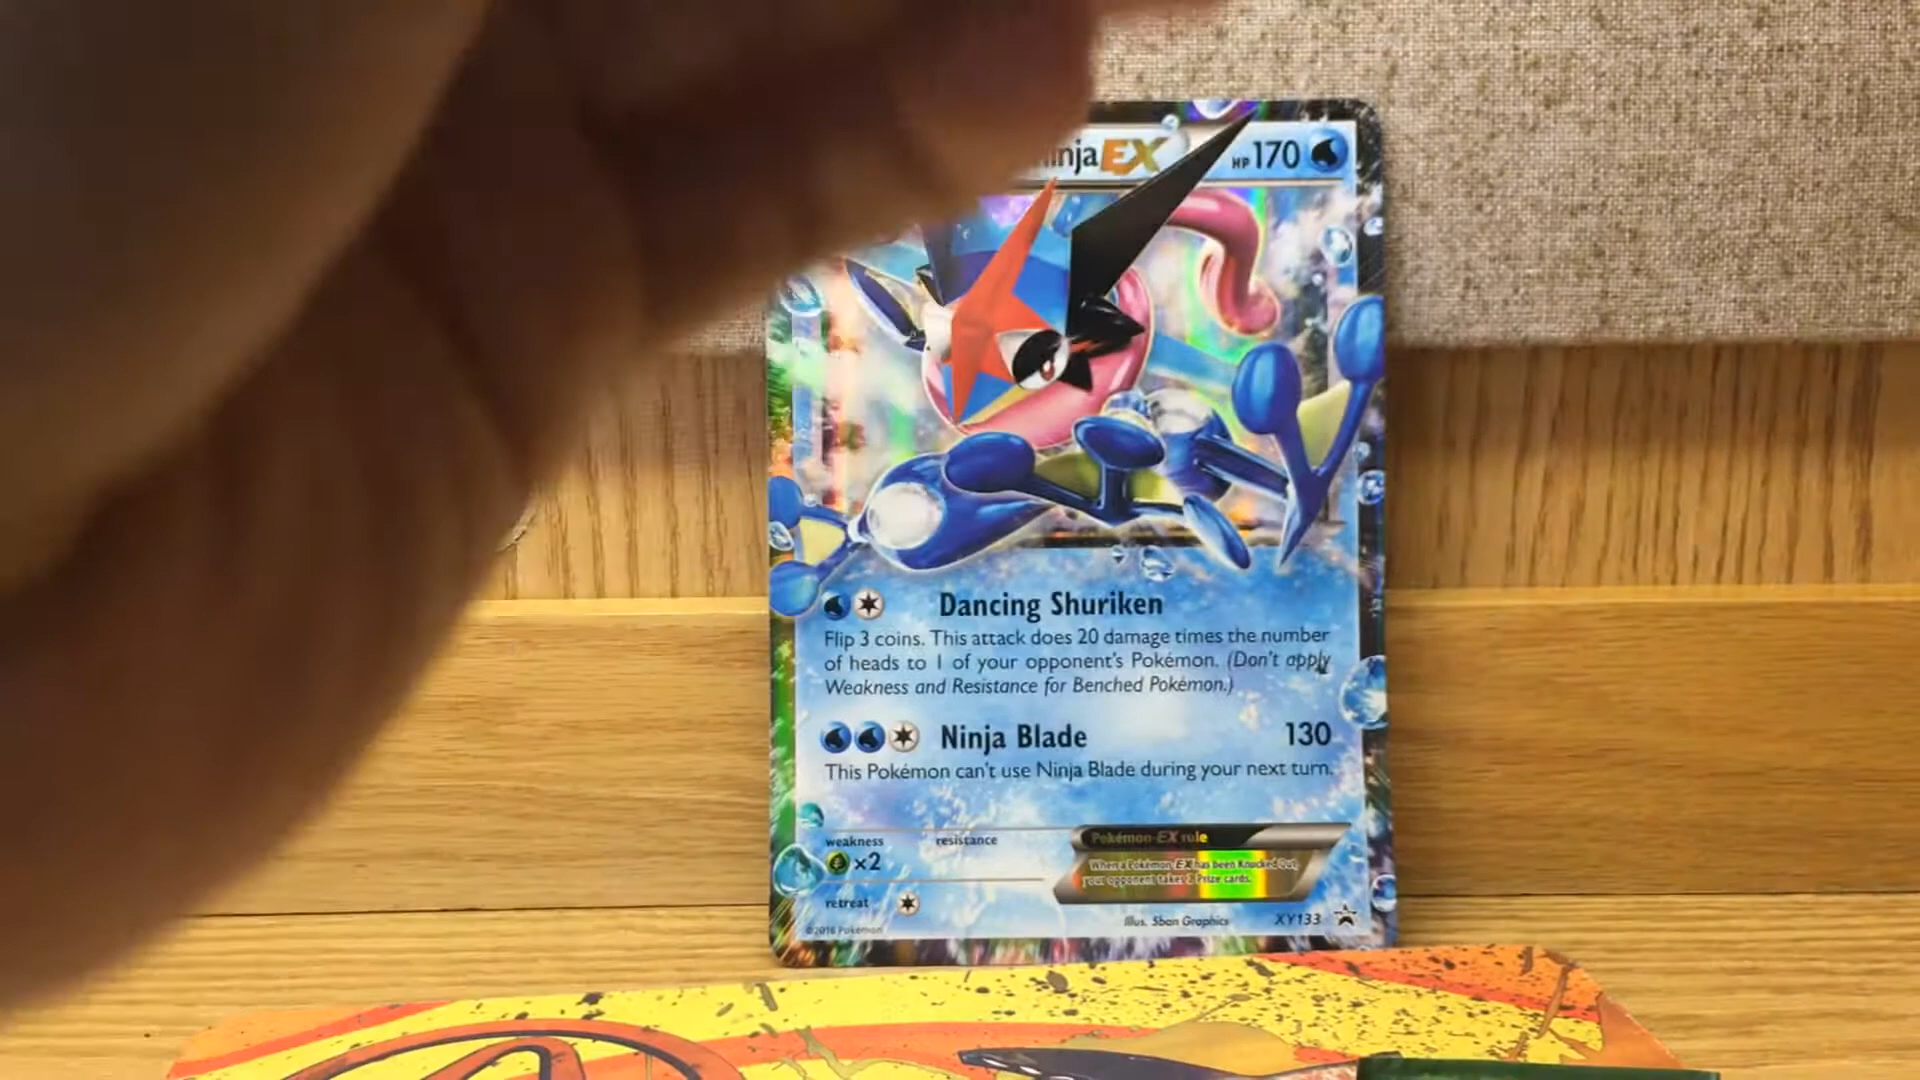 ninja EX HP 170
Dancing Shuriken
Flip 3 coins. This attack does 20 damage times the number
of heads to 1 of your opponent's Pokémon. (Don't apply
Weakness and Resistance for Benched Pokémon.)
Ninja Blade 130
This Pokémon can't use Ninja Blade during your next turn.
weakness resistance
×2
Pokémon-EX rule
When a Pokémon-EX has been Knocked Out,
your opponent takes 2 Prize cards.
retreat
Illus. 5ban Graphics XY133
©2016 Pokémon